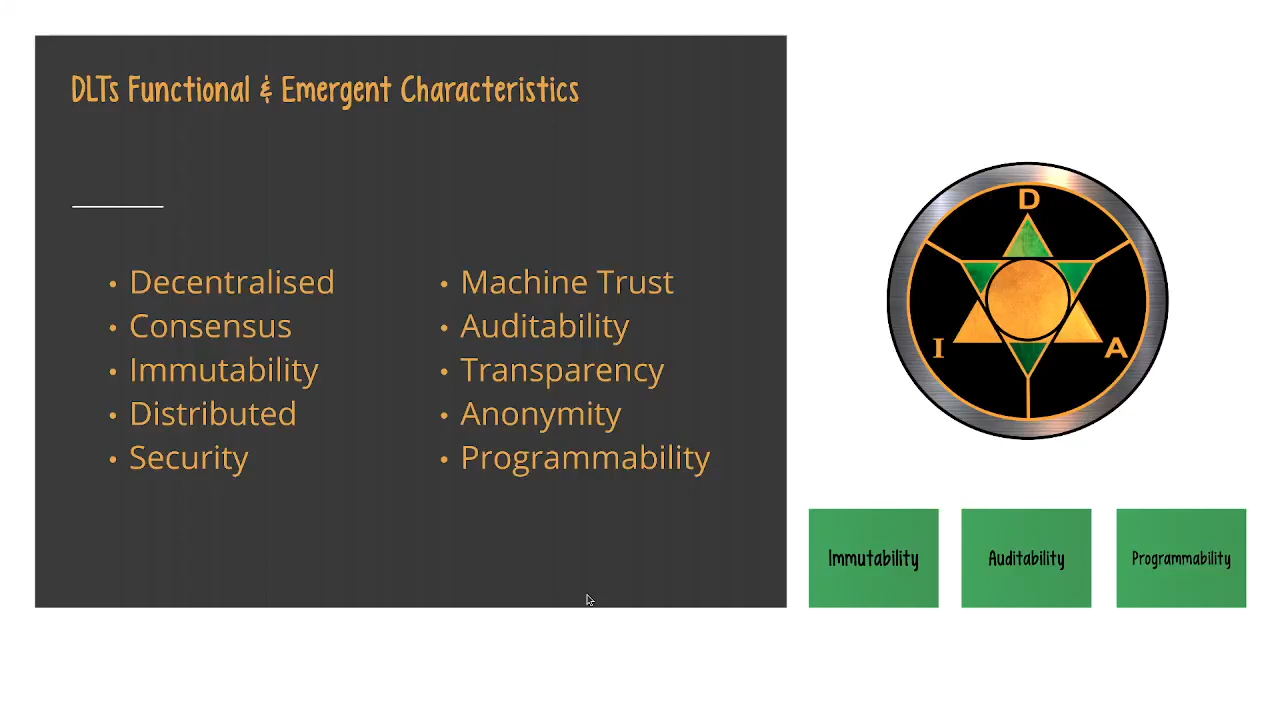 DLTs Functional & Emergent Characteristics
• Decentralised
• Consensus
• Immutability
• Distributed
• Security
• Machine Trust
• Auditability
• Transparency
• Anonymity
• Programmability
D
I
A
Immutability
Auditability
Programmability